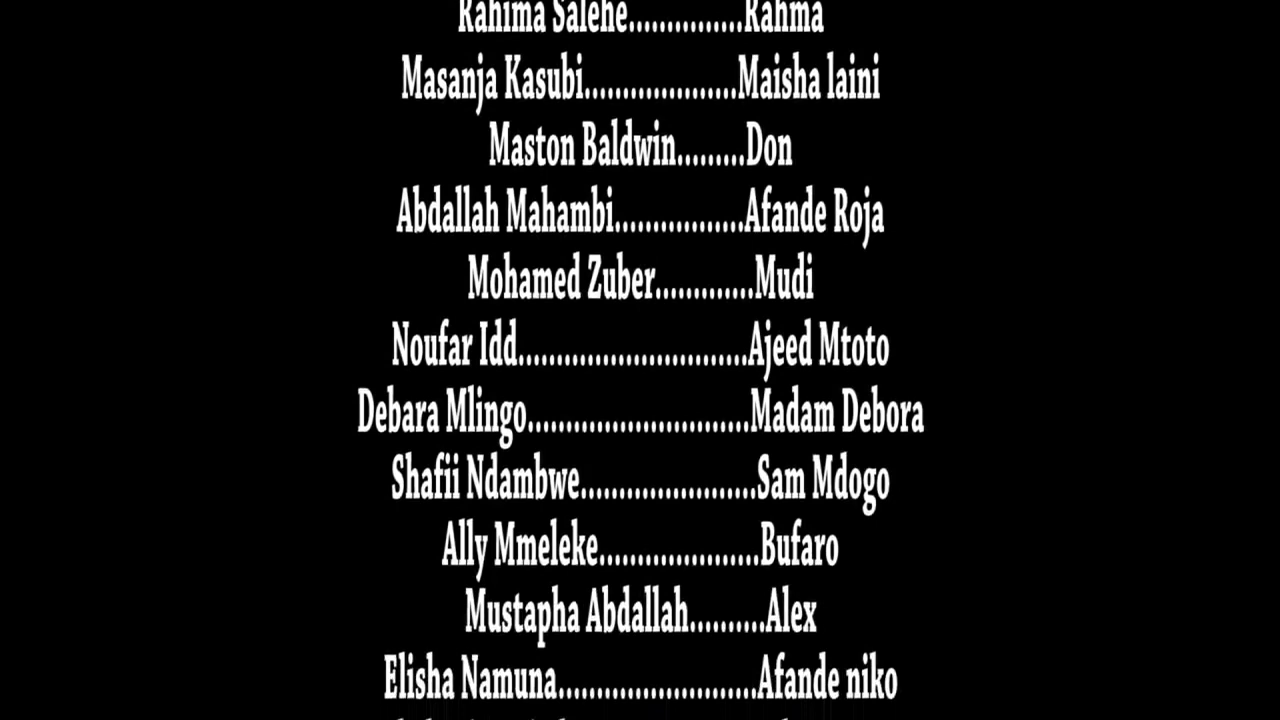 Rahima Salehe...............Rahma
Masanja Kasubi....................Maisha laini
Maston Baldwin.........Don
Abdallah Mahambi.................Afande Roja
Mohamed Zuber.............Mudi
Noufar Idd..............................Ajeed Mtoto
Debara Mlingo.............................Madam Debora
Shafii Ndambwe.......................Sam Mdogo
Ally Mmeleke.....................Bufaro
Mustapha Abdallah..........Alex
Elisha Namuna..........................Afande niko